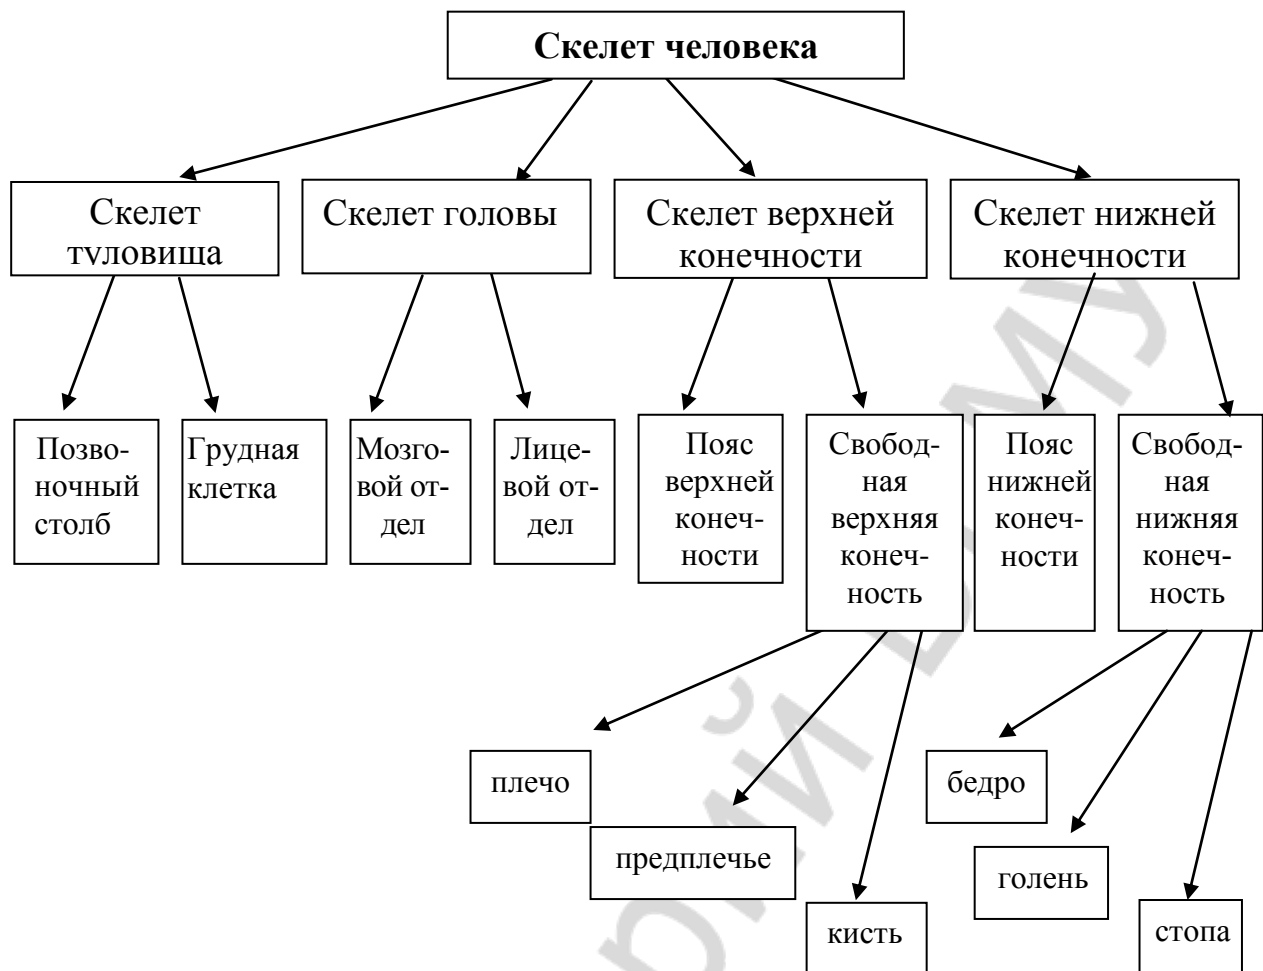 Скелет человека
Скелет
туловища
Скелет головы
Скелет верхней
конечности
Скелет нижней
конечности
Позво-
ночный
столб
Грудная
клетка
Мозго-
вой от-
дел
Лице-
вой от-
дел
Пояс
верхней
конеч-
ности
Свобод-
ная
верхняя
конеч-
ность
Пояс
нижней
конеч-
ности
Свобод-
ная
нижняя
конеч-
ность
плечо
предплечье
кисть
бедро
голень
стопа